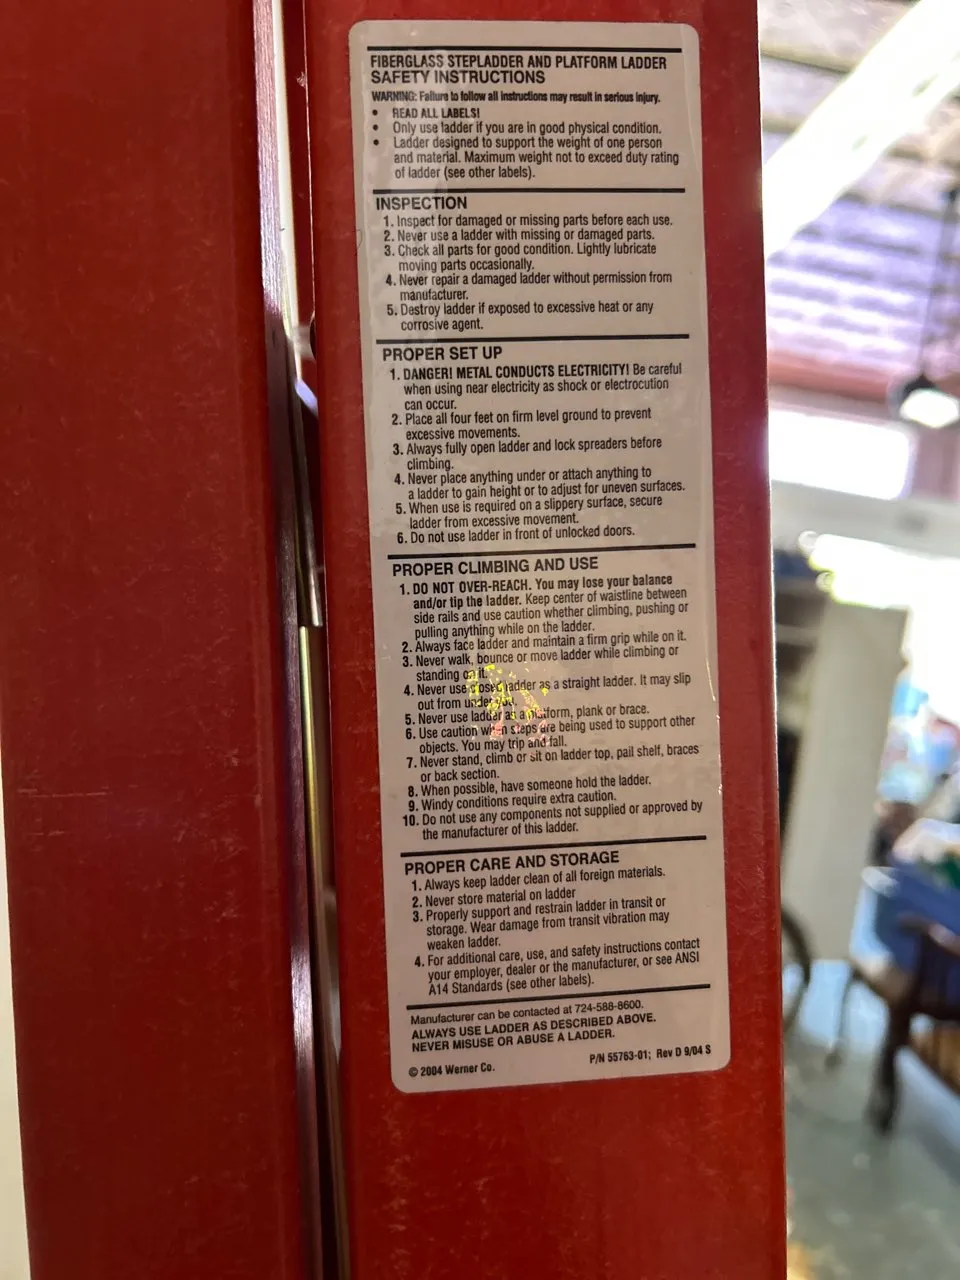 FIBERGLASS STEPLADDER AND PLATFORM LADDER
SAFETY INSTRUCTIONS
WARNING: Failure to follow all instructions may result in serious injury.
• READ ALL LABELS!
• Only use ladder if you are in good physical condition.
• Ladder designed to support the weight of one person
and material. Maximum weight not to exceed duty rating
of ladder (see other labels).
INSPECTION
1. Inspect for damaged or missing parts before each use.
2. Never use a ladder with missing or damaged parts.
3. Check all parts for good condition. Lightly lubricate
moving parts occasionally.
4. Never repair a damaged ladder without permission from
manufacturer.
5. Destroy ladder if exposed to excessive heat or any
corrosive agent.
PROPER SET UP
1. DANGER! METAL CONDUCTS ELECTRICITY! Be careful
when using near electricity as shock or electrocution
can occur.
2. Place all four feet on firm level ground to prevent
excessive movements.
3. Always fully open ladder and lock spreaders before
climbing.
4. Never place anything under or attach anything to
a ladder to gain height or to adjust for uneven surfaces.
5. When use is required on a slippery surface, secure
ladder from excessive movement.
6. Do not use ladder in front of unlocked doors.
PROPER CLIMBING AND USE
1. DO NOT OVER-REACH. You may lose your balance
and/or tip the ladder. Keep center of waistline between
side rails and use caution whether climbing, pushing or
pulling anything while on the ladder.
2. Always face ladder and maintain a firm grip while on it.
3. Never walk, bounce or move ladder while climbing or
standing on it.
4. Never use closed ladder as a straight ladder. It may slip
out from under you.
5. Never use ladder as a platform, plank or brace.
6. Use caution when steps are being used to support other
objects. You may trip and fall.
7. Never stand, climb or sit on ladder top, pail shelf, braces
or back section.
8. When possible, have someone hold the ladder.
9. Windy conditions require extra caution.
10. Do not use any components not supplied or approved by
the manufacturer of this ladder.
PROPER CARE AND STORAGE
1. Always keep ladder clean of all foreign materials.
2. Never store material on ladder
3. Properly support and restrain ladder in transit or
storage. Wear damage from transit vibration may
weaken ladder.
4. For additional care, use, and safety instructions contact
your employer, dealer or the manufacturer, or see ANSI
A14 Standards (see other labels).
Manufacturer can be contacted at 724-588-8600.
ALWAYS USE LADDER AS DESCRIBED ABOVE.
NEVER MISUSE OR ABUSE A LADDER.
P/N 55763-01; Rev D 9/04 S
© 2004 Werner Co.